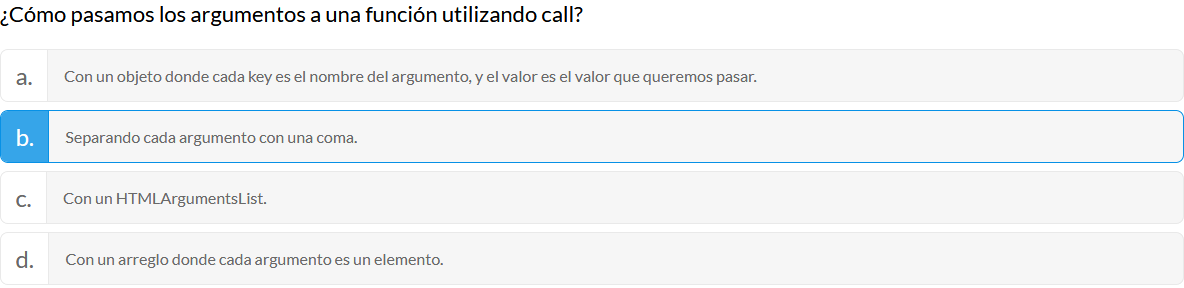 ¿Cómo pasamos los argumentos a una función utilizando call?
a. Con un objeto donde cada key es el nombre del argumento, y el valor es el valor que queremos pasar.
b. Separando cada argumento con una coma.
c. Con un HTMLArgumentsList.
d. Con un arreglo donde cada argumento es un elemento.